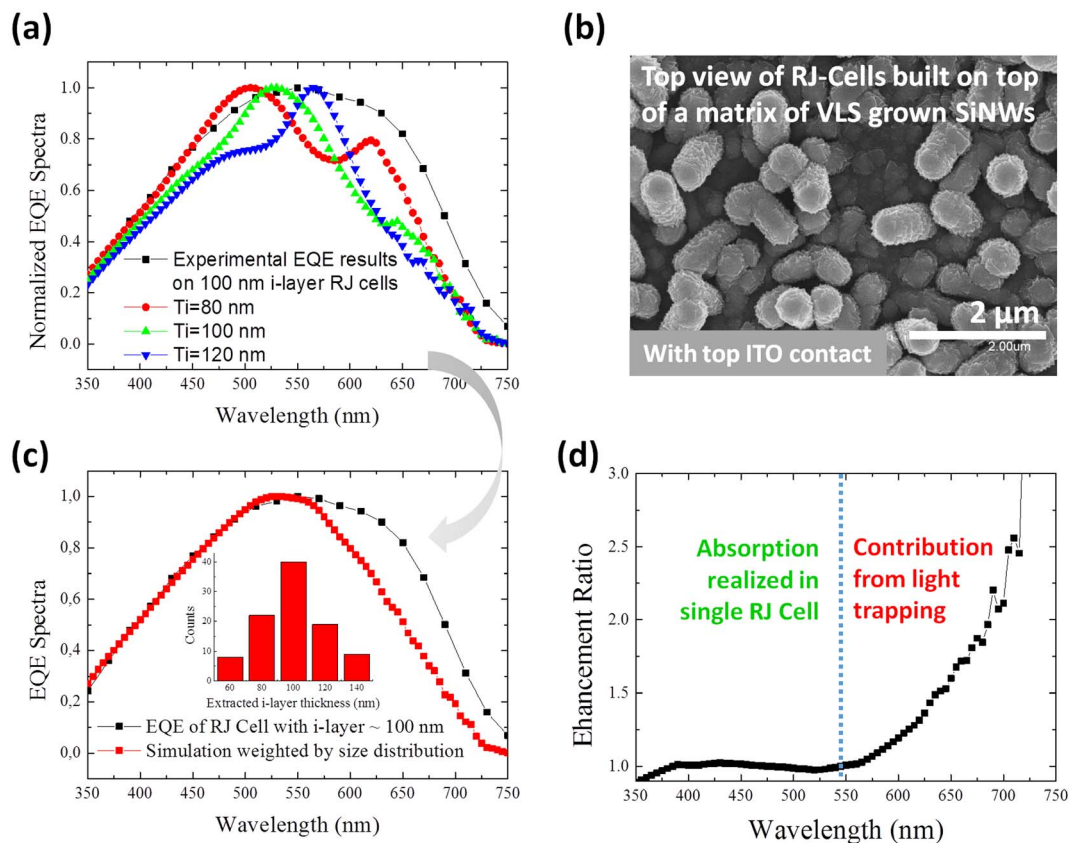 (a)
Normalized EQE Spectra
1.0
0.8
0.6
0.4
0.2
0.0
Experimental EQE results
on 100 nm i-layer RJ cells
Ti=80 nm
Ti=100 nm
Ti=120 nm
350 400 450 500 550 600 650 700 750
Wavelength (nm)
(b)
Top view of RJ-Cells built on top
of a matrix of VLS grown SiNWs
2 μm
2.00um
With top ITO contact
(c)
EQE Spectra
1,0
0,8
0,6
0,4
0,2
0,0
Counts
40
30
20
10
0
60 80 100 120 140
Extracted i-layer thickness (nm)
EQE of RJ Cell with i-layer ~ 100 nm
Simulation weighted by size distribution
350 400 450 500 550 600 650 700 750
Wavelength (nm)
(d)
Ehancement Ratio
3.0
2.5
2.0
1.5
1.0
Absorption
realized in
single RJ Cell
Contribution
from light
trapping
350 400 450 500 550 600 650 700 750
Wavelength (nm)